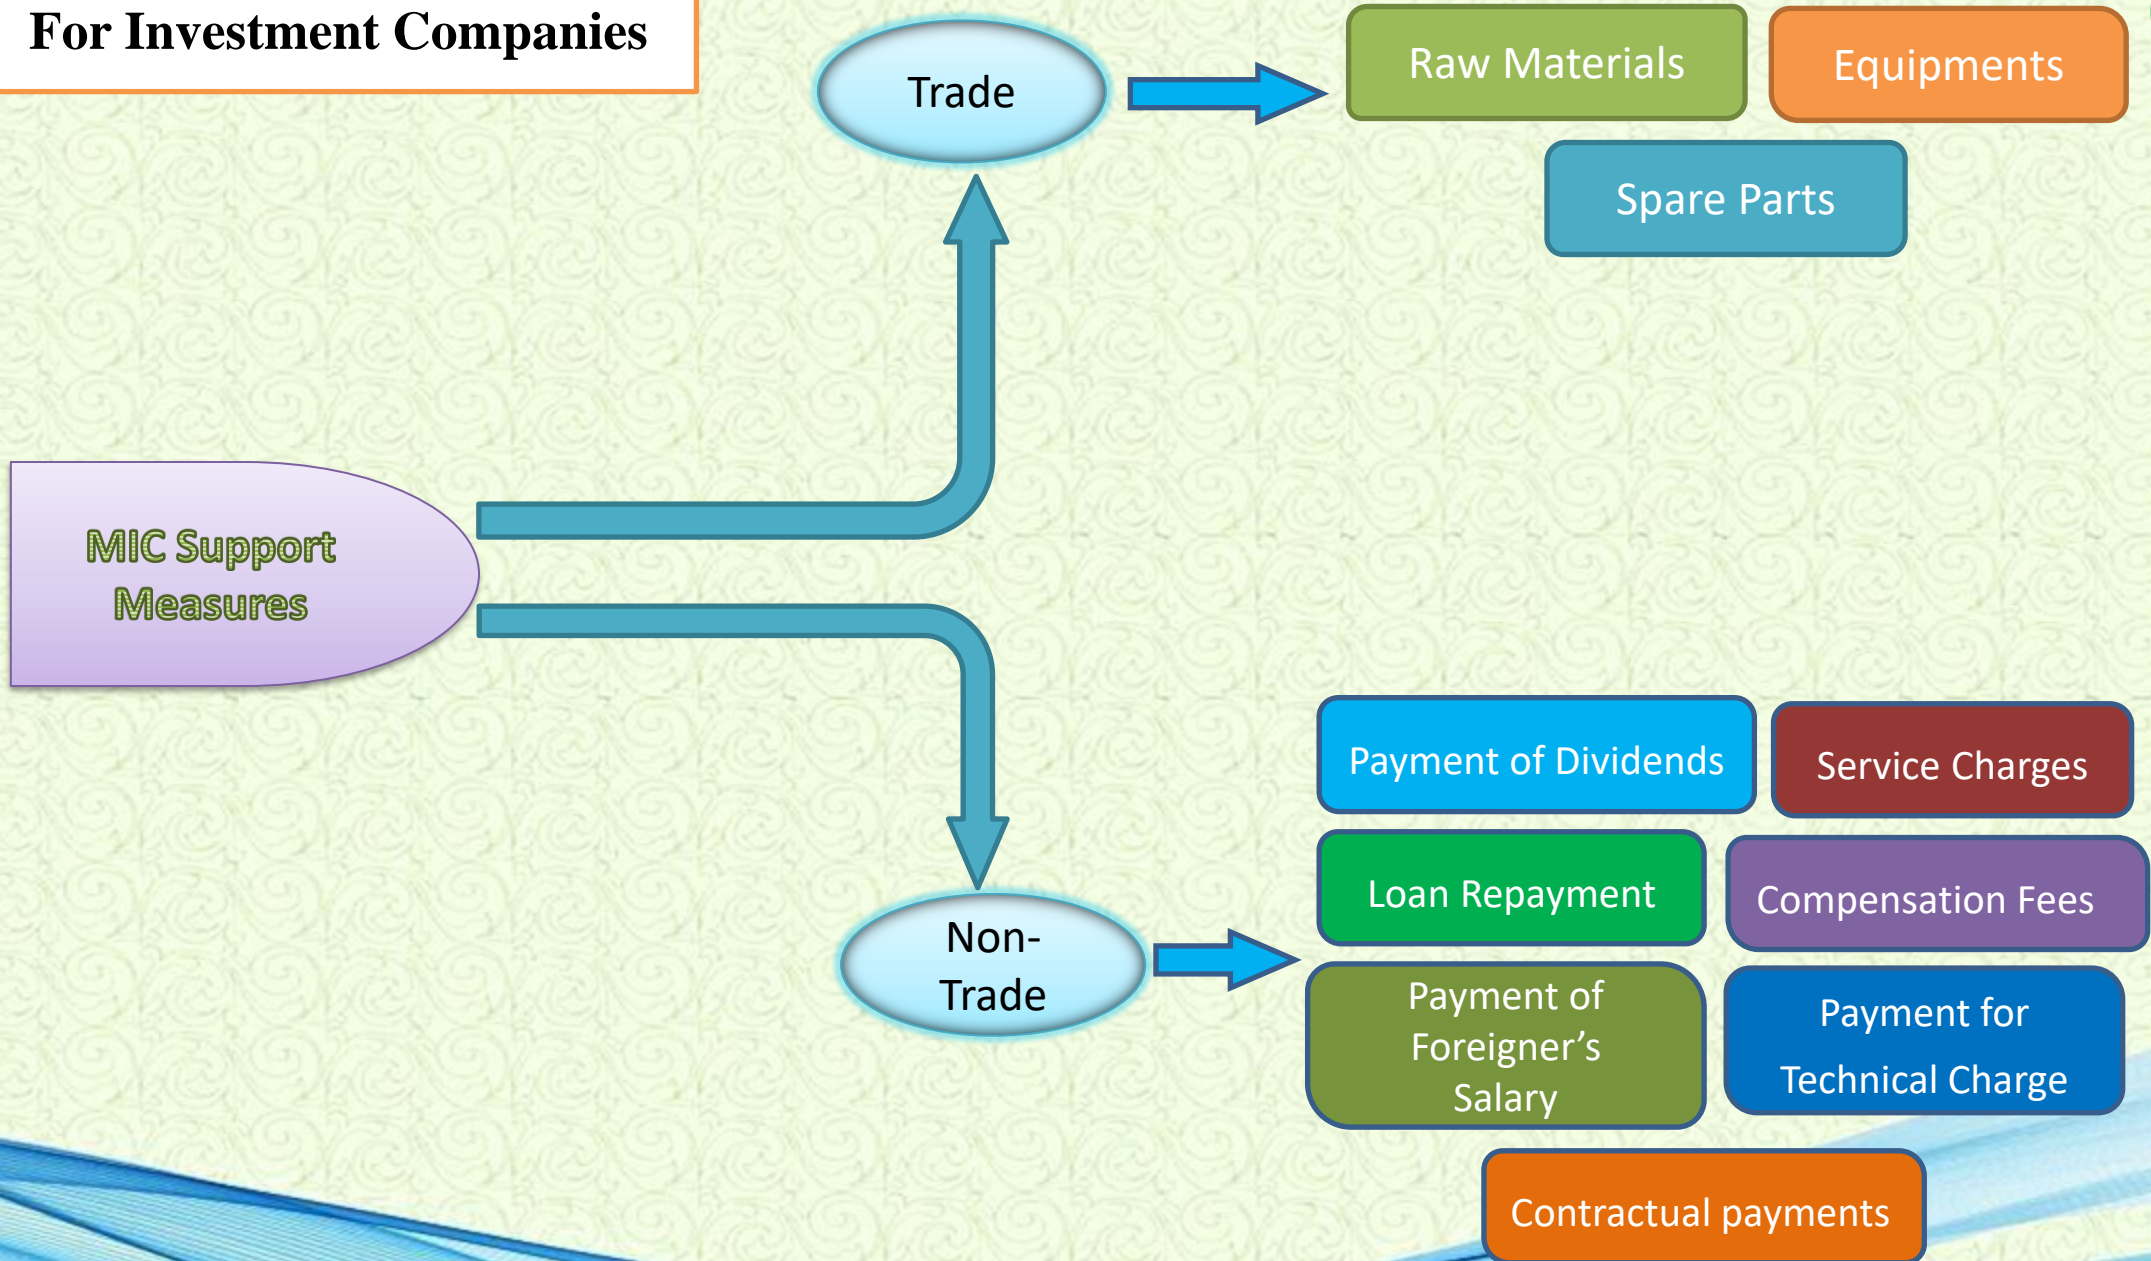 For Investment Companies
Trade
Raw Materials
Equipments
Spare Parts
MIC Support
Measures
Non-
Trade
Payment of Dividends
Service Charges
Loan Repayment
Compensation Fees
Payment of
Foreigner’s
Salary
Payment for
Technical Charge
Contractual payments